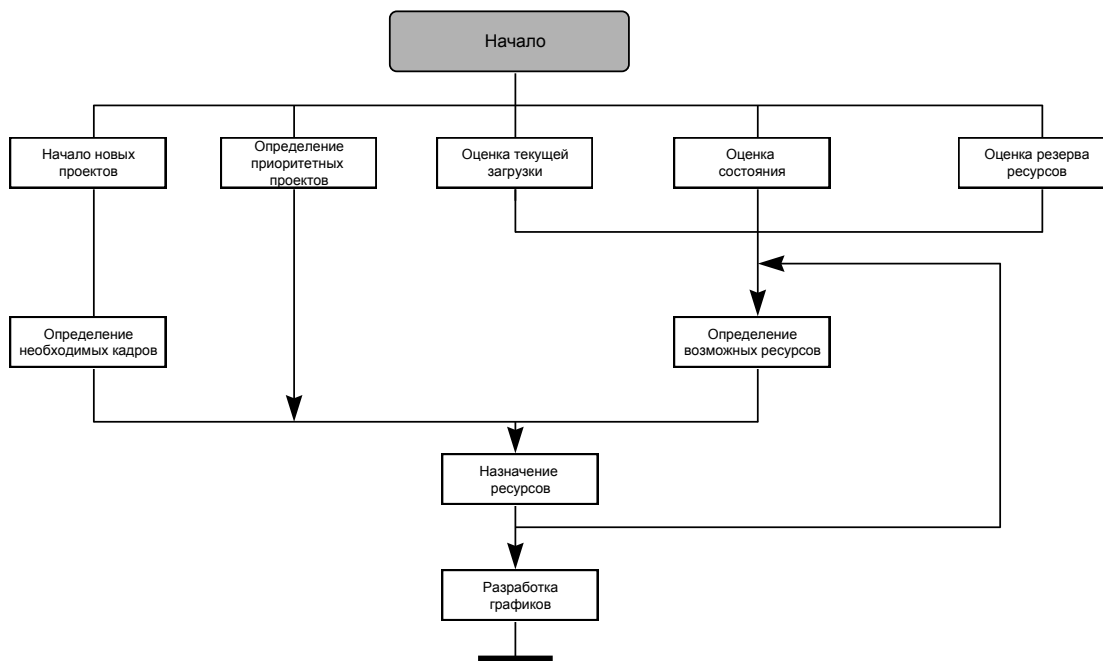 Начало
Начало новых
проектов
Определение
приоритетных
проектов
Оценка текущей
загрузки
Оценка
состояния
Оценка резерва
ресурсов
Определение
необходимых кадров
Определение
возможных ресурсов
Назначение
ресурсов
Разработка
графиков